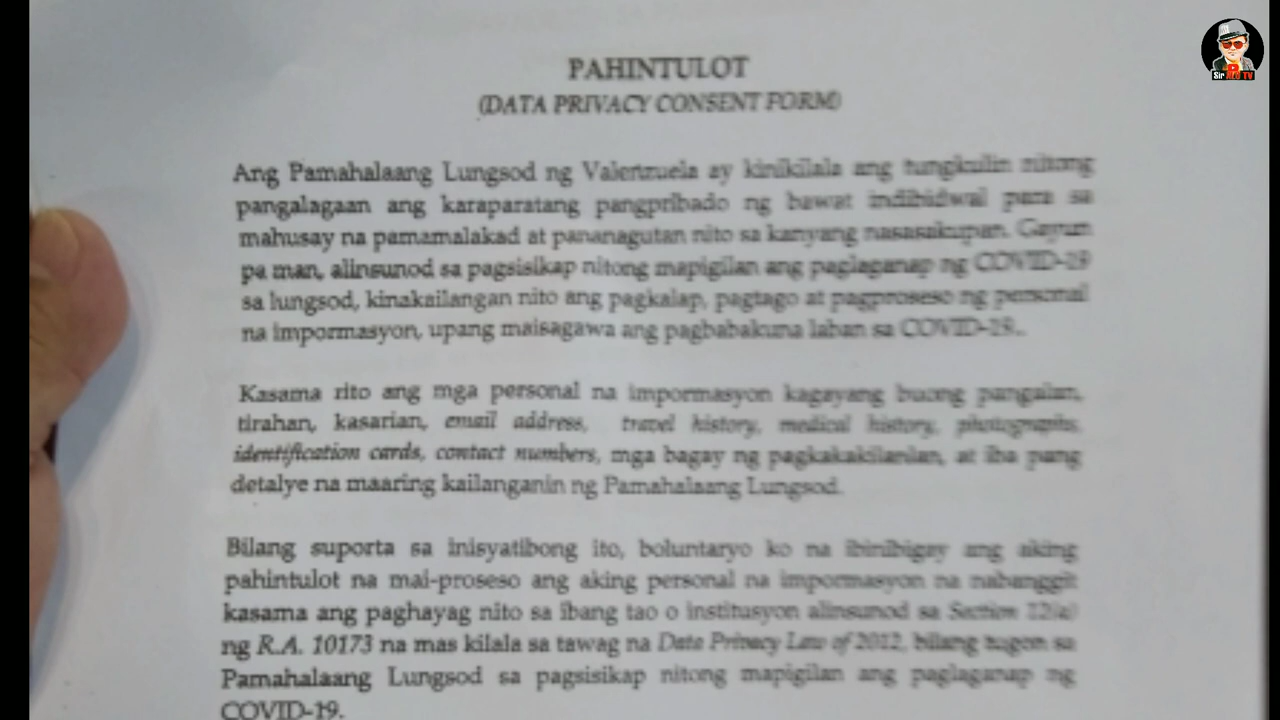 PAHINTULOT
(DATA PRIVACY CONSENT FORM)
Ang Pamahalaang Lungsod ng Valenzuela ay kinikilala ang tungkulin nitong
pangalagaan ang karaparatang pangpribado ng bawat indibidwal para sa
mahusay na pamamalakad at pananagutan nito sa kanyang nasasakupan. Gayun
pa man, alinsunod sa pagsisikap nitong mapigilan ang paglaganap ng COVID-19
sa lungsod, kinakailangan nito ang pagkalap, pagtago at pagproseso ng personal
na impormasyon, upang maisagawa ang pagbabakuna laban sa COVID-19..
Kasama rito ang mga personal na impormasyon kagayang buong pangalan,
tirahan, kasarian, email address, travel history, medical history, photographs,
identification cards, contact numbers, mga bagay ng pagkakakilanlan, at iba pang
detalye na maaring kailanganin ng Pamahalaang Lungsod.
Bilang suporta sa inisyatibong ito, boluntaryo ko na ibinibigay ang aking
pahintulot na mai-proseso ang aking personal na impormasyon na nabanggit
kasama ang paghayag nito sa ibang tao o institusyon alinsunod sa Section 12(a)
ng R.A. 10173 na mas kilala sa tawag na Data Privacy Law of 2012, bilang tugon sa
Pamahalaang Lungsod sa pagsisikap nitong mapigilan ang paglaganap ng
COVID-19.
Sir TV